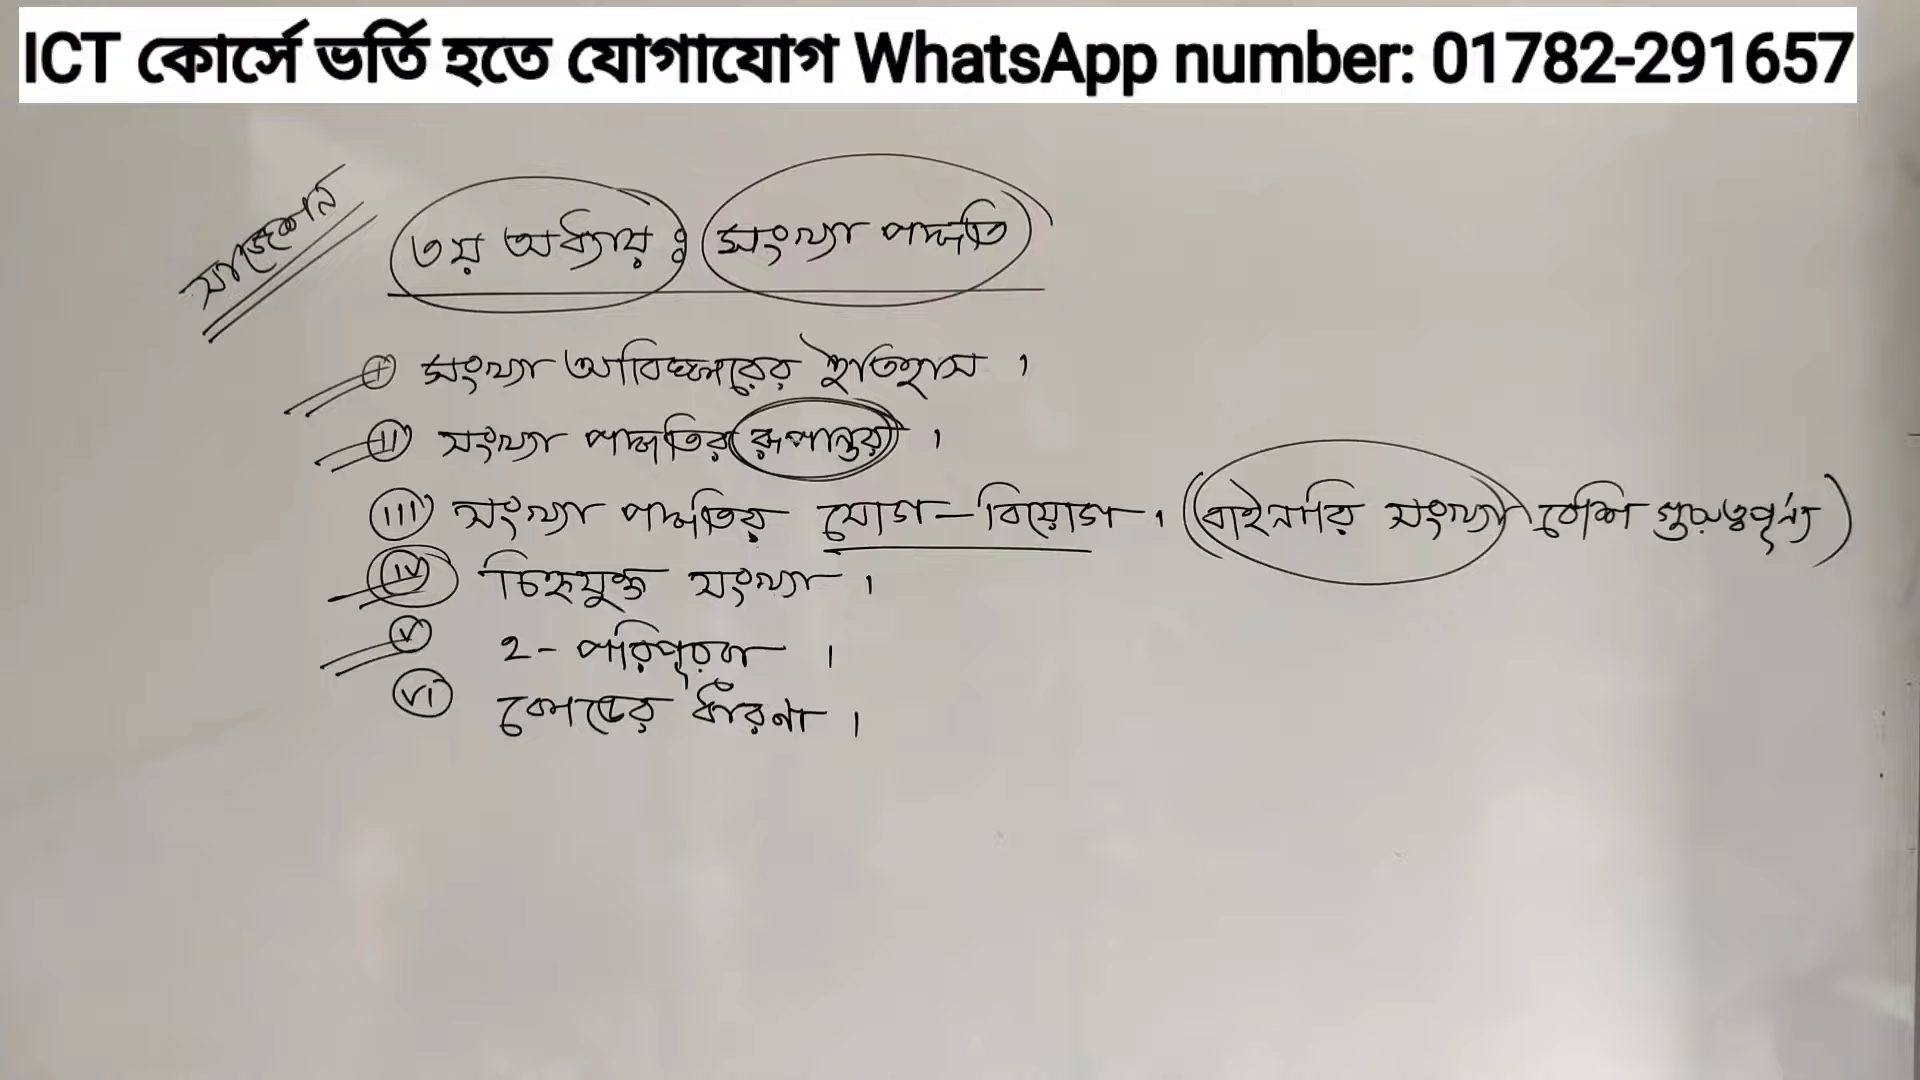 ICT কোর্সে ভর্তি হতে যোগাযোগ WhatsApp number: 01782-291657
সাজেশন
৩য় অধ্যায় : সংখ্যা পদ্ধতি
i সংখ্যা আবিষ্কারের ইতিহাস ।
ii সংখ্যা পদ্ধতির রূপান্তর ।
iii সংখ্যা পদ্ধতির যোগ-বিয়োগ । (বাইনারি সংখ্যা বেশি গুরুত্বপূর্ণ)
iv চিহ্নযুক্ত সংখ্যা ।
v ২- পরিপূরক ।
vi কোডের ধারণা ।